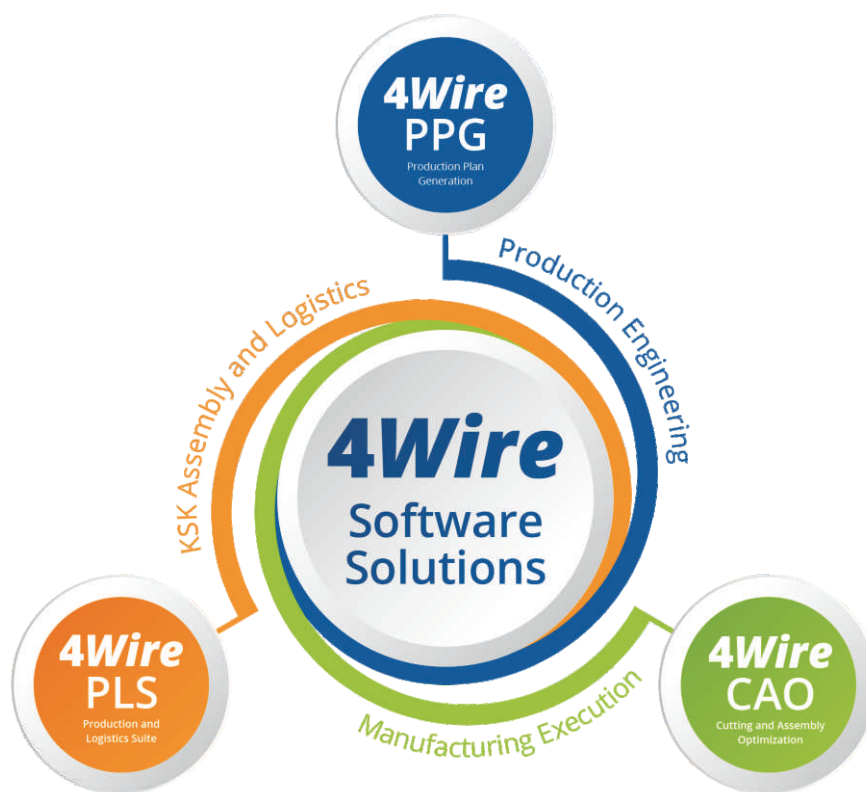 4Wire
PPG
Production Plan
Generation
Production Engineering
KSK Assembly and Logistics
4Wire
Software
Solutions
4Wire
PLS
Production and
Logistics Suite
4Wire
CAO
Cutting and Assembly
Optimization
Manufacturing Execution